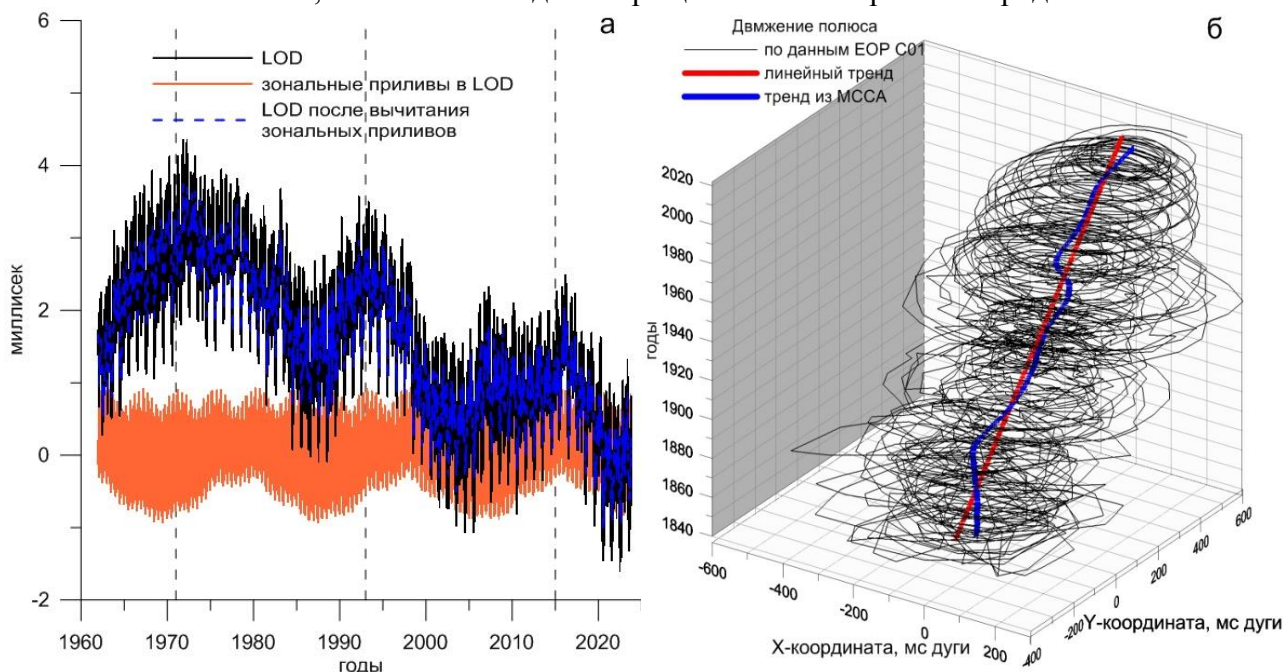 а
LOD
зональные приливы в LOD
LOD после вычитания
зональных приливов
миллисек
6
4
2
0
-2
1960 1970 1980 1990 2000 2010 2020
годы
б
Двмжение полюса
по данным EOP C01
линейный тренд
тренд из МССА
годы
2020
2000
1980
1960
1940
1920
1900
1880
1860
1840
-600 -400 -200 0 200
X-координата, мс дуги
-400 -200 0 200 400 600
Y-координата, мс дуги